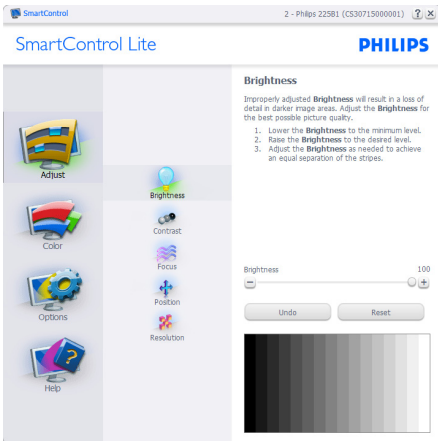 SmartControl
2 - Philips 225B1 (CS30715000001)
SmartControl Lite
PHILIPS
Adjust
Color
Options
Help
Brightness
Contrast
Focus
Position
Resolution
Brightness
Improperly adjusted Brightness will result in a loss of
detail in darker image areas. Adjust the Brightness for
the best possible picture quality.
1. Lower the Brightness to the minimum level.
2. Raise the Brightness to the desired level.
3. Adjust the Brightness as needed to achieve
an equal separation of the stripes.
Brightness 100
Undo Reset